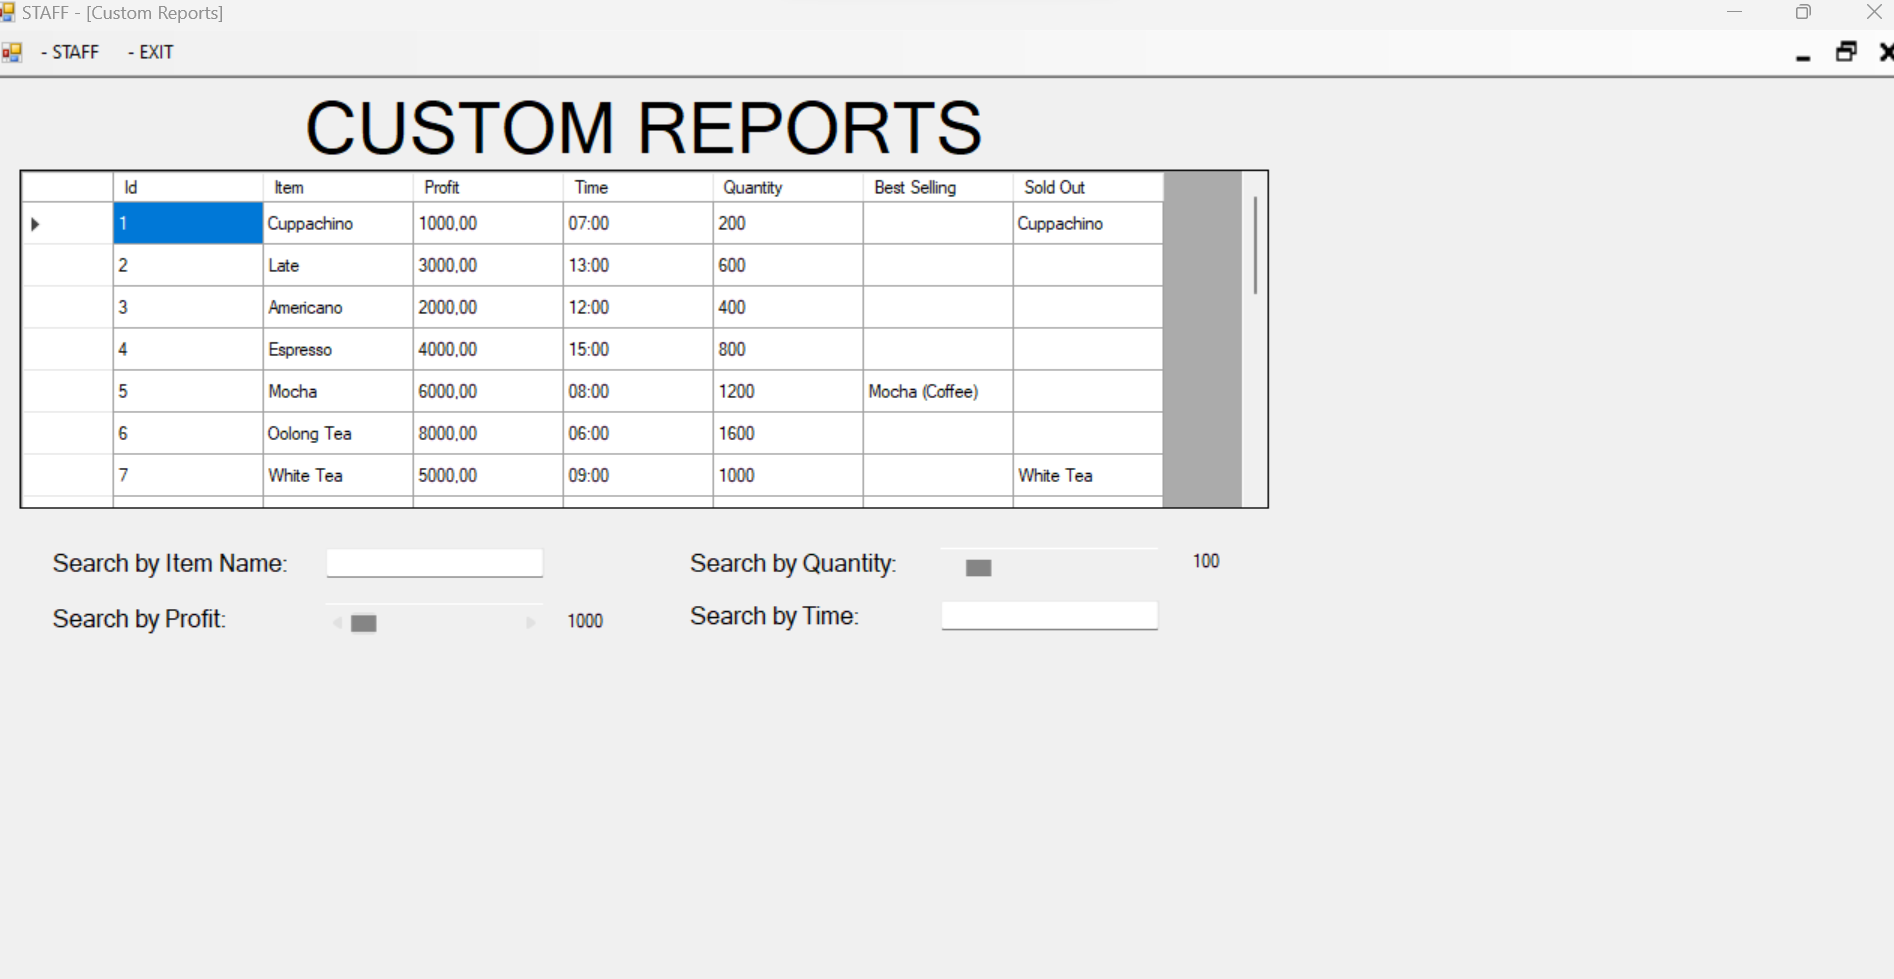 STAFF - [Custom Reports]
- STAFF - EXIT
CUSTOM REPORTS
Id Item Profit Time Quantity Best Selling Sold Out
1 Cuppachino 1000,00 07:00 200 Cuppachino
2 Late 3000,00 13:00 600
3 Americano 2000,00 12:00 400
4 Espresso 4000,00 15:00 800
5 Mocha 6000,00 08:00 1200 Mocha (Coffee)
6 Oolong Tea 8000,00 06:00 1600
7 White Tea 5000,00 09:00 1000 White Tea
Search by Item Name: Search by Quantity: 100
Search by Profit: 1000 Search by Time: